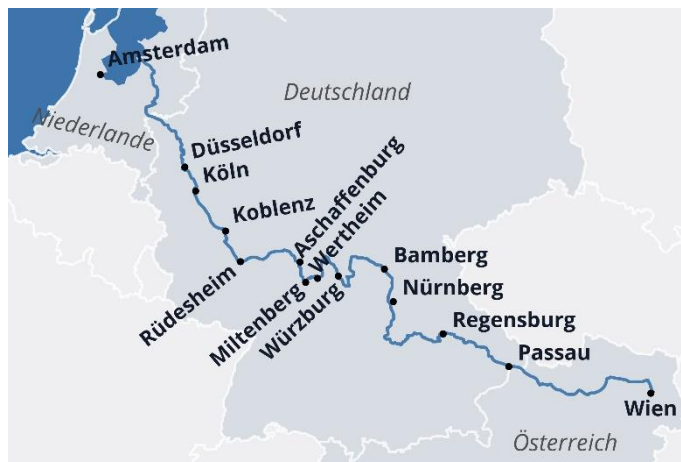 Amsterdam
Deutschland
Niederlande
Düsseldorf
Köln
Koblenz
Aschaffenburg
Wertheim
Rüdesheim
Miltenberg
Würzburg
Bamberg
Nürnberg
Regensburg
Passau
Wien
Österreich